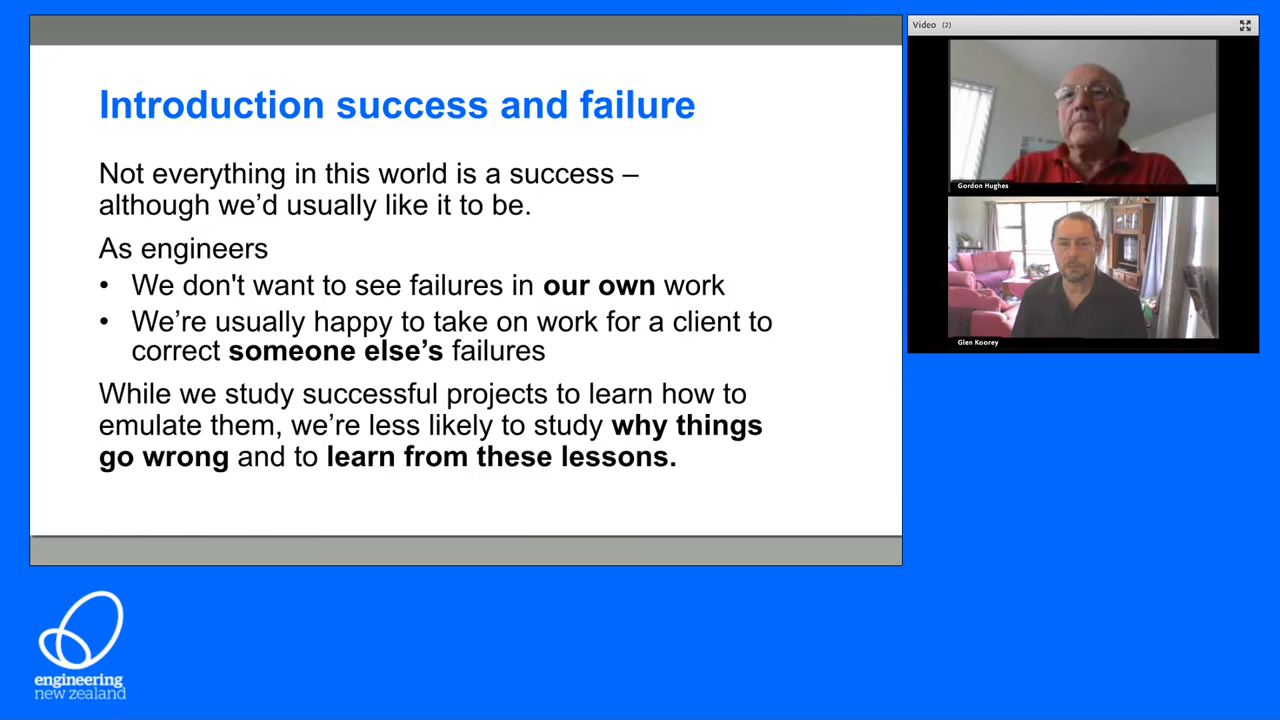 Introduction success and failure
Not everything in this world is a success –
although we’d usually like it to be.
As engineers
• We don't want to see failures in our own work
• We’re usually happy to take on work for a client to
correct someone else’s failures
While we study successful projects to learn how to
emulate them, we’re less likely to study why things
go wrong and to learn from these lessons.
Video (2)
Gordon Hughes
Glen Koorey
engineering
new zealand